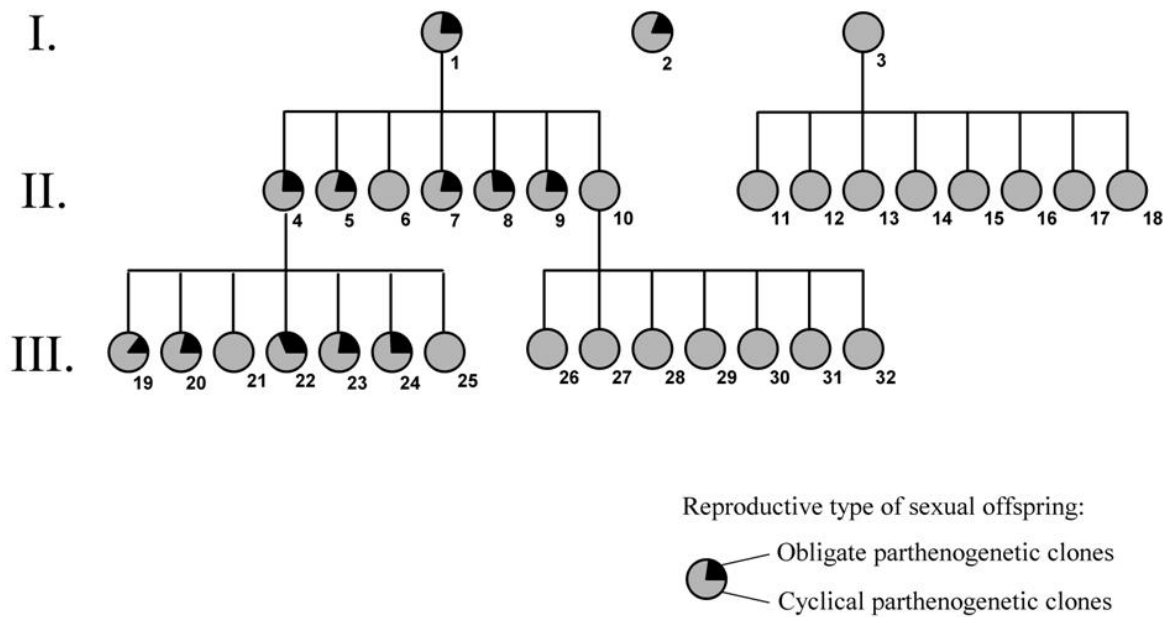 I.
1 2 3
II.
4 5 6 7 8 9 10 11 12 13 14 15 16 17 18
III.
19 20 21 22 23 24 25 26 27 28 29 30 31 32
Reproductive type of sexual offspring:
Obligate parthenogenetic clones
Cyclical parthenogenetic clones